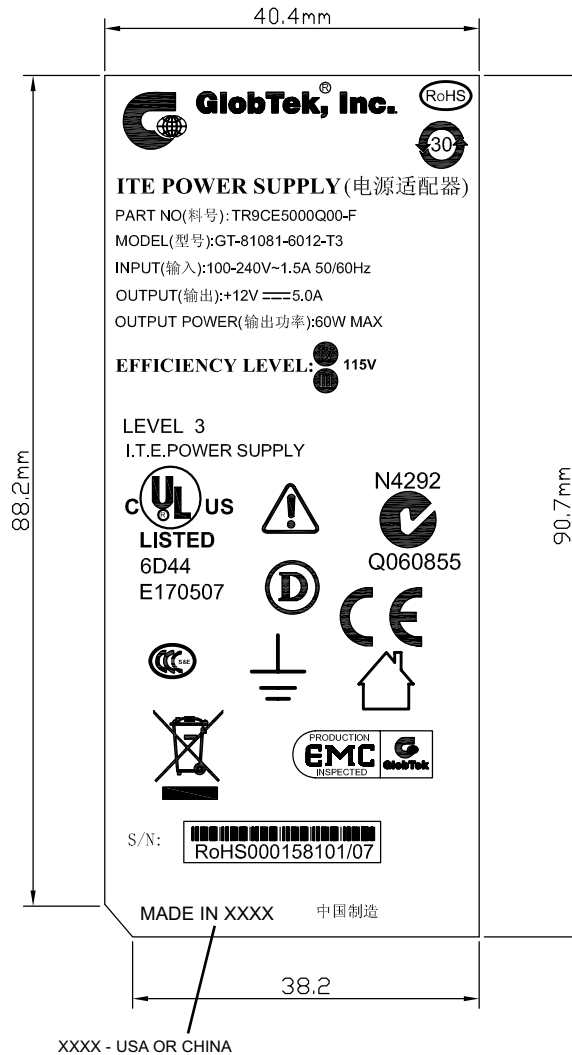 40.4mm
GlobTek, Inc.®
RoHS
30
ITE POWER SUPPLY(电源适配器)
PART NO(料号):TR9CE5000Q00-F
MODEL(型号):GT-81081-6012-T3
INPUT(输入):100-240V~1.5A 50/60Hz
OUTPUT(输出):+12V⎓5.0A
OUTPUT POWER(输出功率):60W MAX
EFFICIENCY LEVEL: IV 115V
III
LEVEL 3
I.T.E.POWER SUPPLY
C UL® US
LISTED
6D44
E170507
N4292
Q060855
D
CE
CCC S&E
PRODUCTION
EMC
INSPECTED
GlobTek
S/N:
RoHS000158101/07
MADE IN XXXX 中国制造
88.2mm
90.7mm
38.2
XXXX - USA OR CHINA